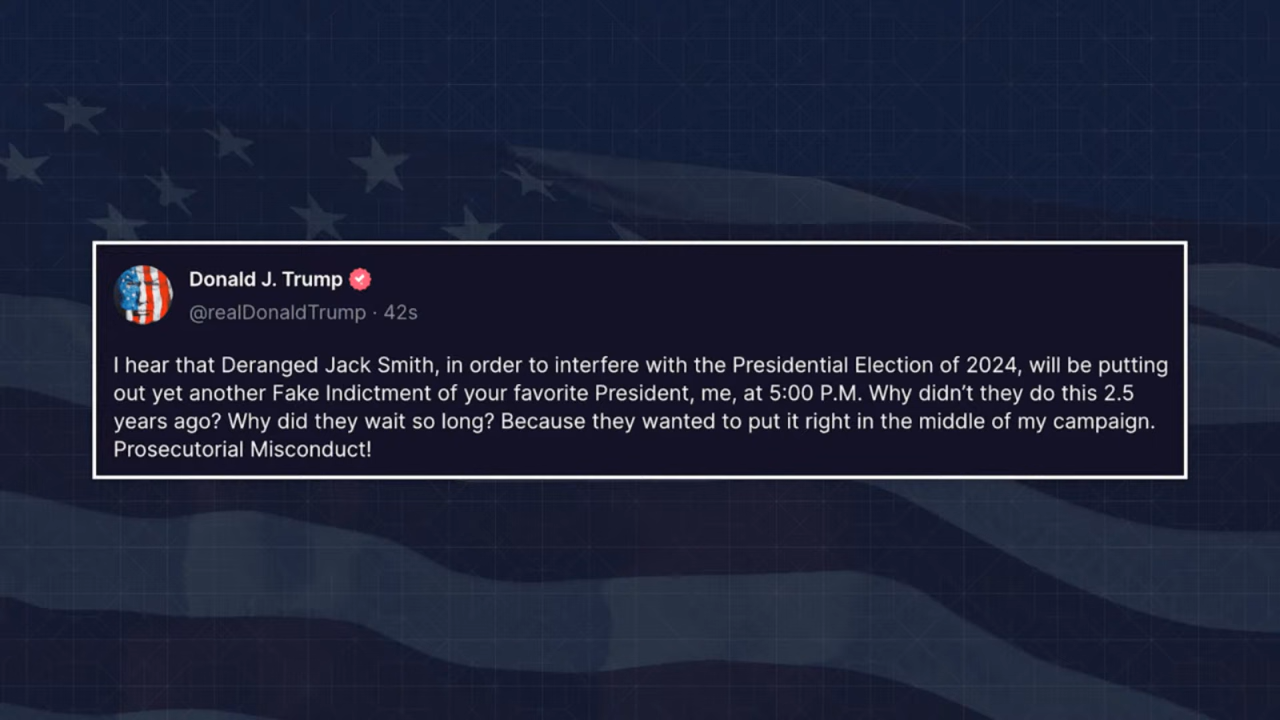 Donald J. Trump
@realDonaldTrump · 42s
I hear that Deranged Jack Smith, in order to interfere with the Presidential Election of 2024, will be putting
out yet another Fake Indictment of your favorite President, me, at 5:00 P.M. Why didn’t they do this 2.5
years ago? Why did they wait so long? Because they wanted to put it right in the middle of my campaign.
Prosecutorial Misconduct!